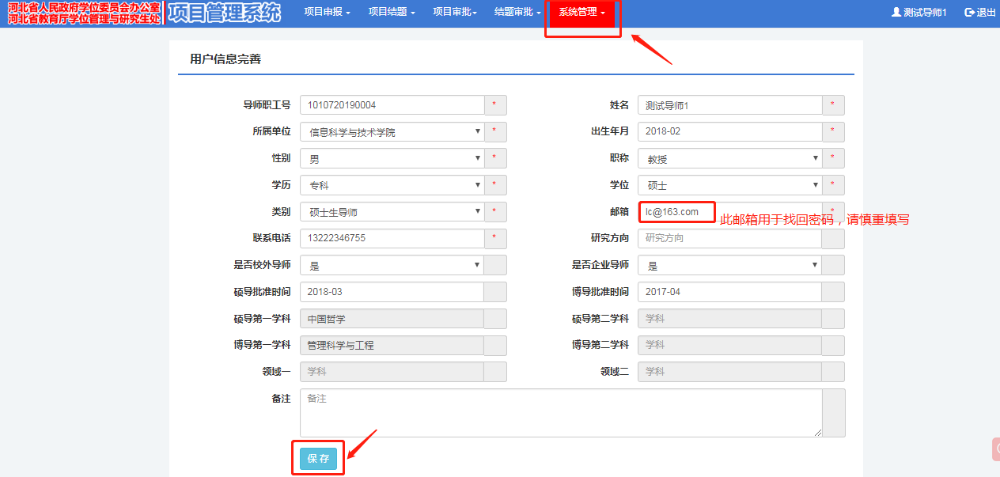 河北省人民政府学位委员会办公室
河北省教育厅学位管理与研究生处
项目管理系统
项目申报 项目结题 项目审批 结题审批 系统管理 测试导师1 退出
用户信息完善
导师职工号 1010720190004 * 姓名 测试导师1 *
所属单位 信息科学与技术学院 * 出生年月 2018-02 *
性别 男 * 职称 教授 *
学历 专科 * 学位 硕士 *
类别 硕士生导师 * 邮箱 lc@163.com *
此邮箱用于找回密码，请慎重填写
联系电话 13222346755 * 研究方向 研究方向
是否校外导师 是 是否企业导师 是
硕导批准时间 2018-03 博导批准时间 2017-04
硕导第一学科 中国哲学 硕导第二学科 学科
博导第一学科 管理科学与工程 博导第二学科 学科
领域一 学科 领域二 学科
备注 备注
保存